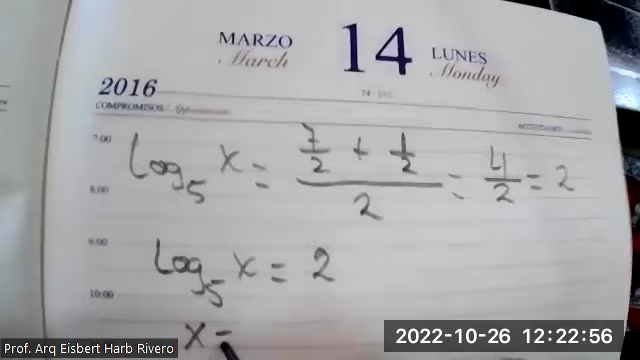 MARZO 14 LUNES
March Monday
2016
COMPROMISOS
7:00
log₅ x = (7/2 + 1/2)/2 = 4/2 = 2
8:00
9:00
log₅ x = 2
10:00
x =
Prof. Arq Eisbert Harb Rivero
2022-10-26 12:22:56